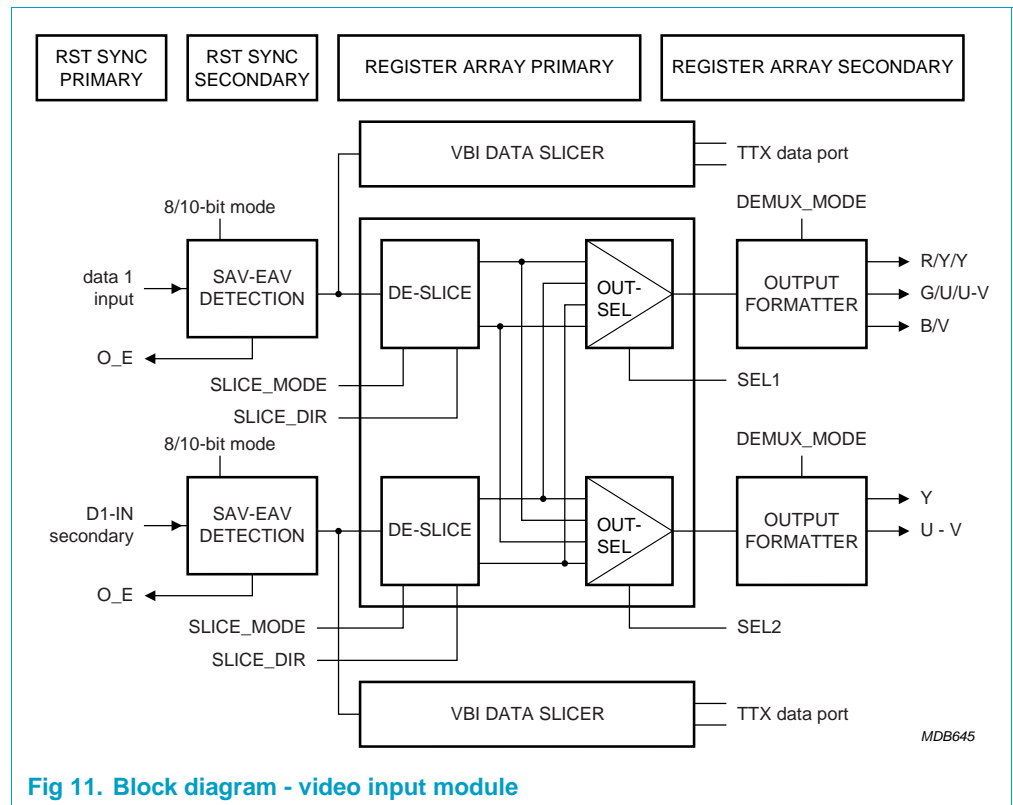 RST SYNC
PRIMARY
RST SYNC
SECONDARY
REGISTER ARRAY PRIMARY
REGISTER ARRAY SECONDARY
VBI DATA SLICER
TTX data port
8/10-bit mode
DEMUX_MODE
data 1
input
SAV-EAV
DETECTION
DE-SLICE
OUT-
SEL
OUTPUT
FORMATTER
R/Y/Y
G/U/U-V
B/V
O_E
SLICE_MODE
SEL1
SLICE_DIR
8/10-bit mode
DEMUX_MODE
D1-IN
secondary
SAV-EAV
DETECTION
DE-SLICE
OUT-
SEL
OUTPUT
FORMATTER
Y
U - V
O_E
SLICE_MODE
SEL2
SLICE_DIR
VBI DATA SLICER
TTX data port
MDB645
Fig 11. Block diagram - video input module